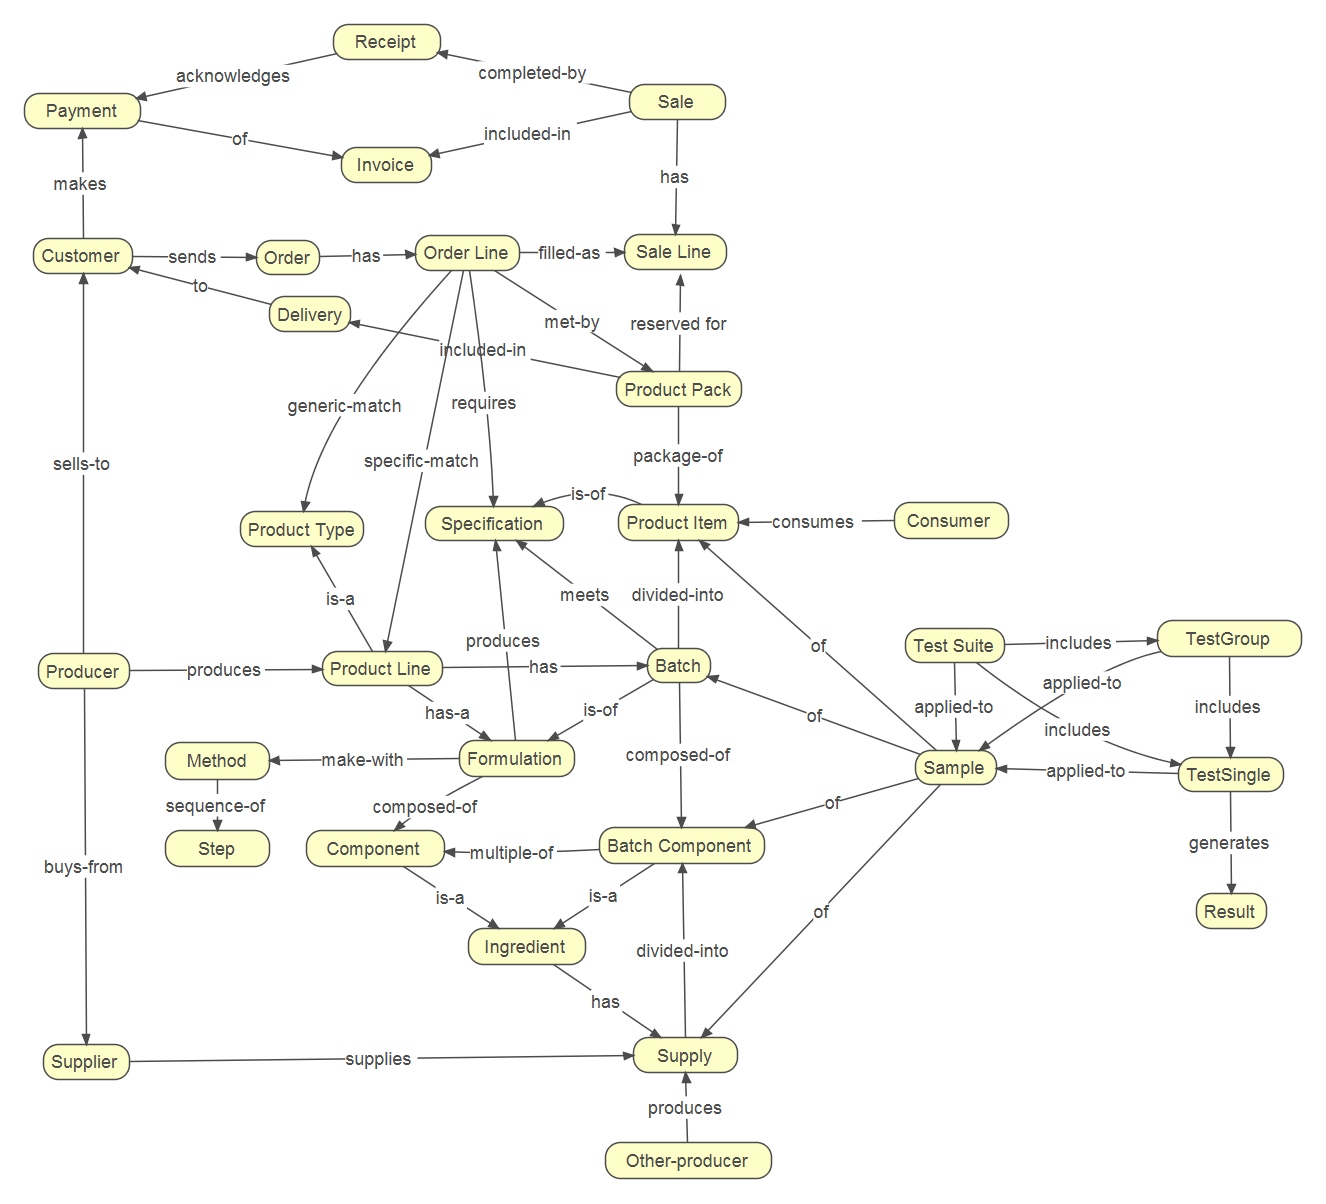 Receipt
acknowledges
completed-by
Sale
Payment
of
included-in
Invoice
makes
has
Customer
sends
Order
has
Order Line
filled-as
Sale Line
to
Delivery
met-by
reserved for
included-in
Product Pack
generic-match
requires
sells-to
specific-match
package-of
is-of
Product Type
Specification
Product Item
consumes
Consumer
is-a
meets
divided-into
produces
of
Test Suite
includes
TestGroup
Producer
produces
Product Line
has
Batch
applied-to
has-a
is-of
of
applied-to
includes
includes
Method
make-with
Formulation
composed-of
Sample
applied-to
TestSingle
sequence-of
composed-of
of
Step
Component
multiple-of
Batch Component
generates
buys-from
is-a
is-a
of
Result
Ingredient
divided-into
has
Supplier
supplies
Supply
produces
Other-producer